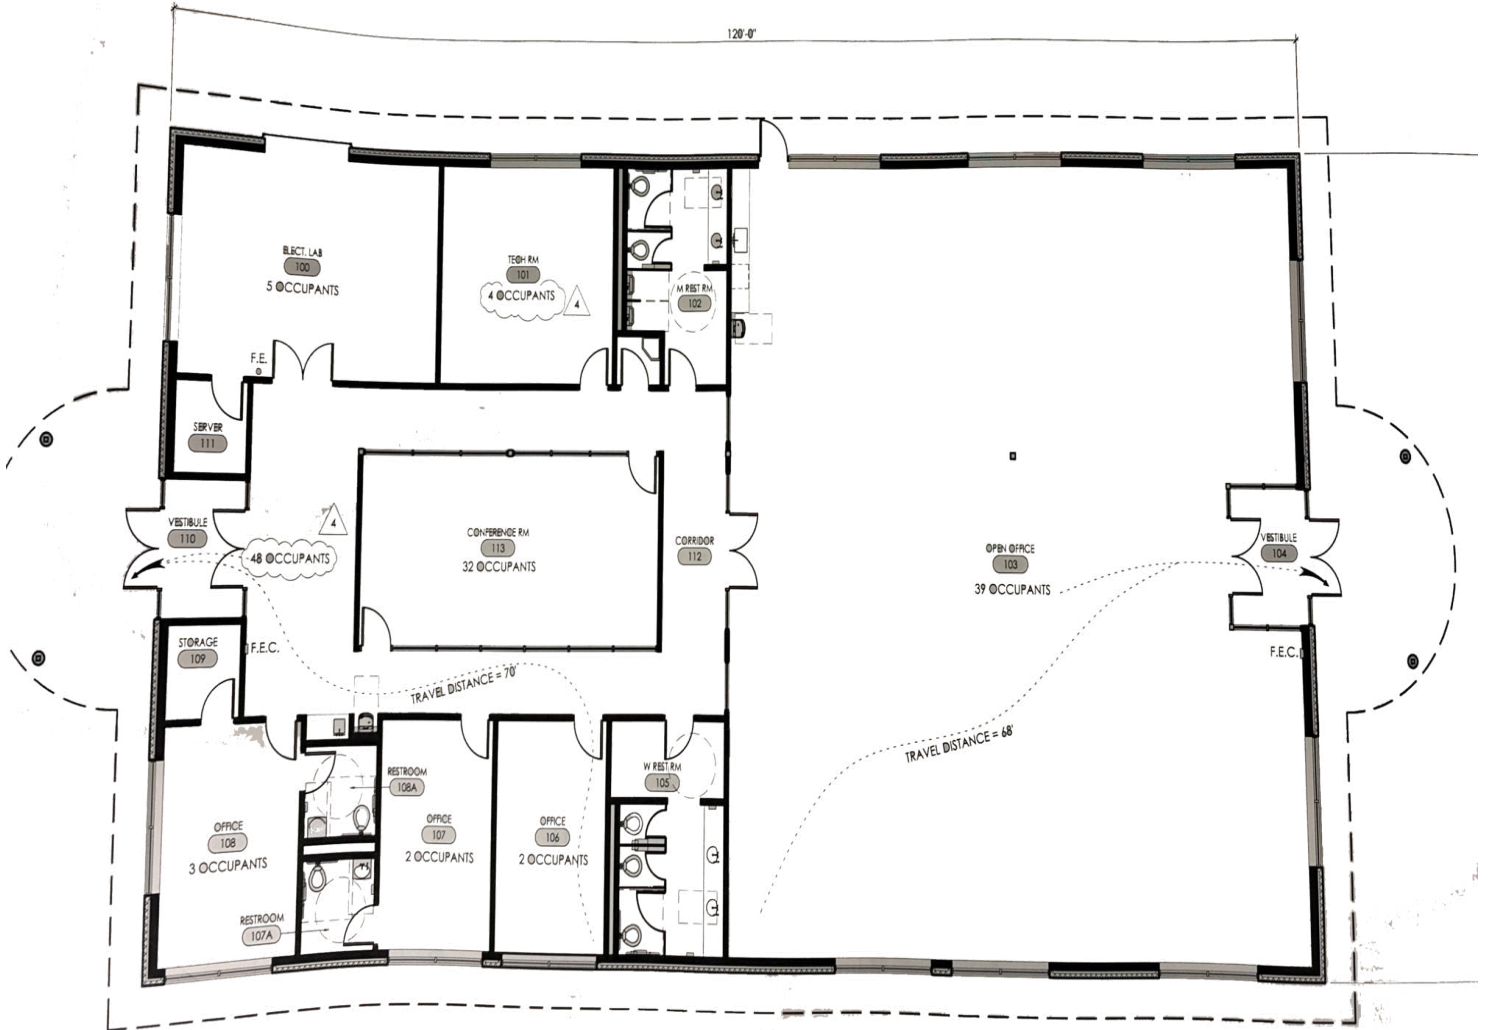 120'-0"
ELECT. LAB
100
5 OCCUPANTS
TECH RM
101
4 OCCUPANTS
4
M REST RM
102
F.E.
SERVER
111
4
VESTIBULE
110
48 OCCUPANTS
CONFERENCE RM
113
32 OCCUPANTS
CORRIDOR
112
OPEN OFFICE
103
39 OCCUPANTS
VESTIBULE
104
STORAGE
109
F.E.C.
F.E.C.
TRAVEL DISTANCE = 70'
TRAVEL DISTANCE = 68'
W REST RM
105
RESTROOM
108A
OFFICE
108
3 OCCUPANTS
OFFICE
107
2 OCCUPANTS
OFFICE
106
2 OCCUPANTS
RESTROOM
107A